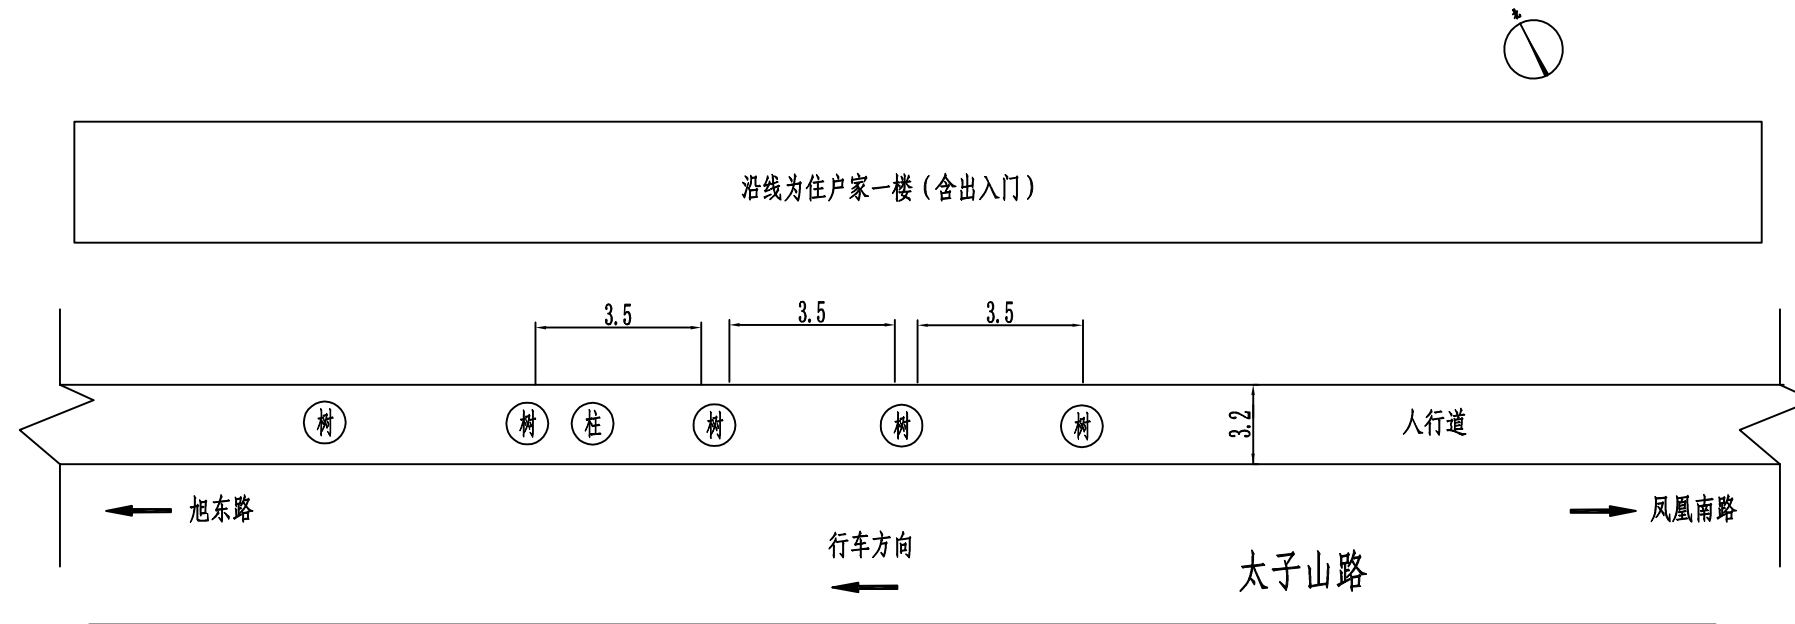 北
沿线为住户家一楼（含出入门）
3.5
3.5
3.5
树
树
柱
树
树
树
3.2
人行道
旭东路
凤凰南路
行车方向
太子山路